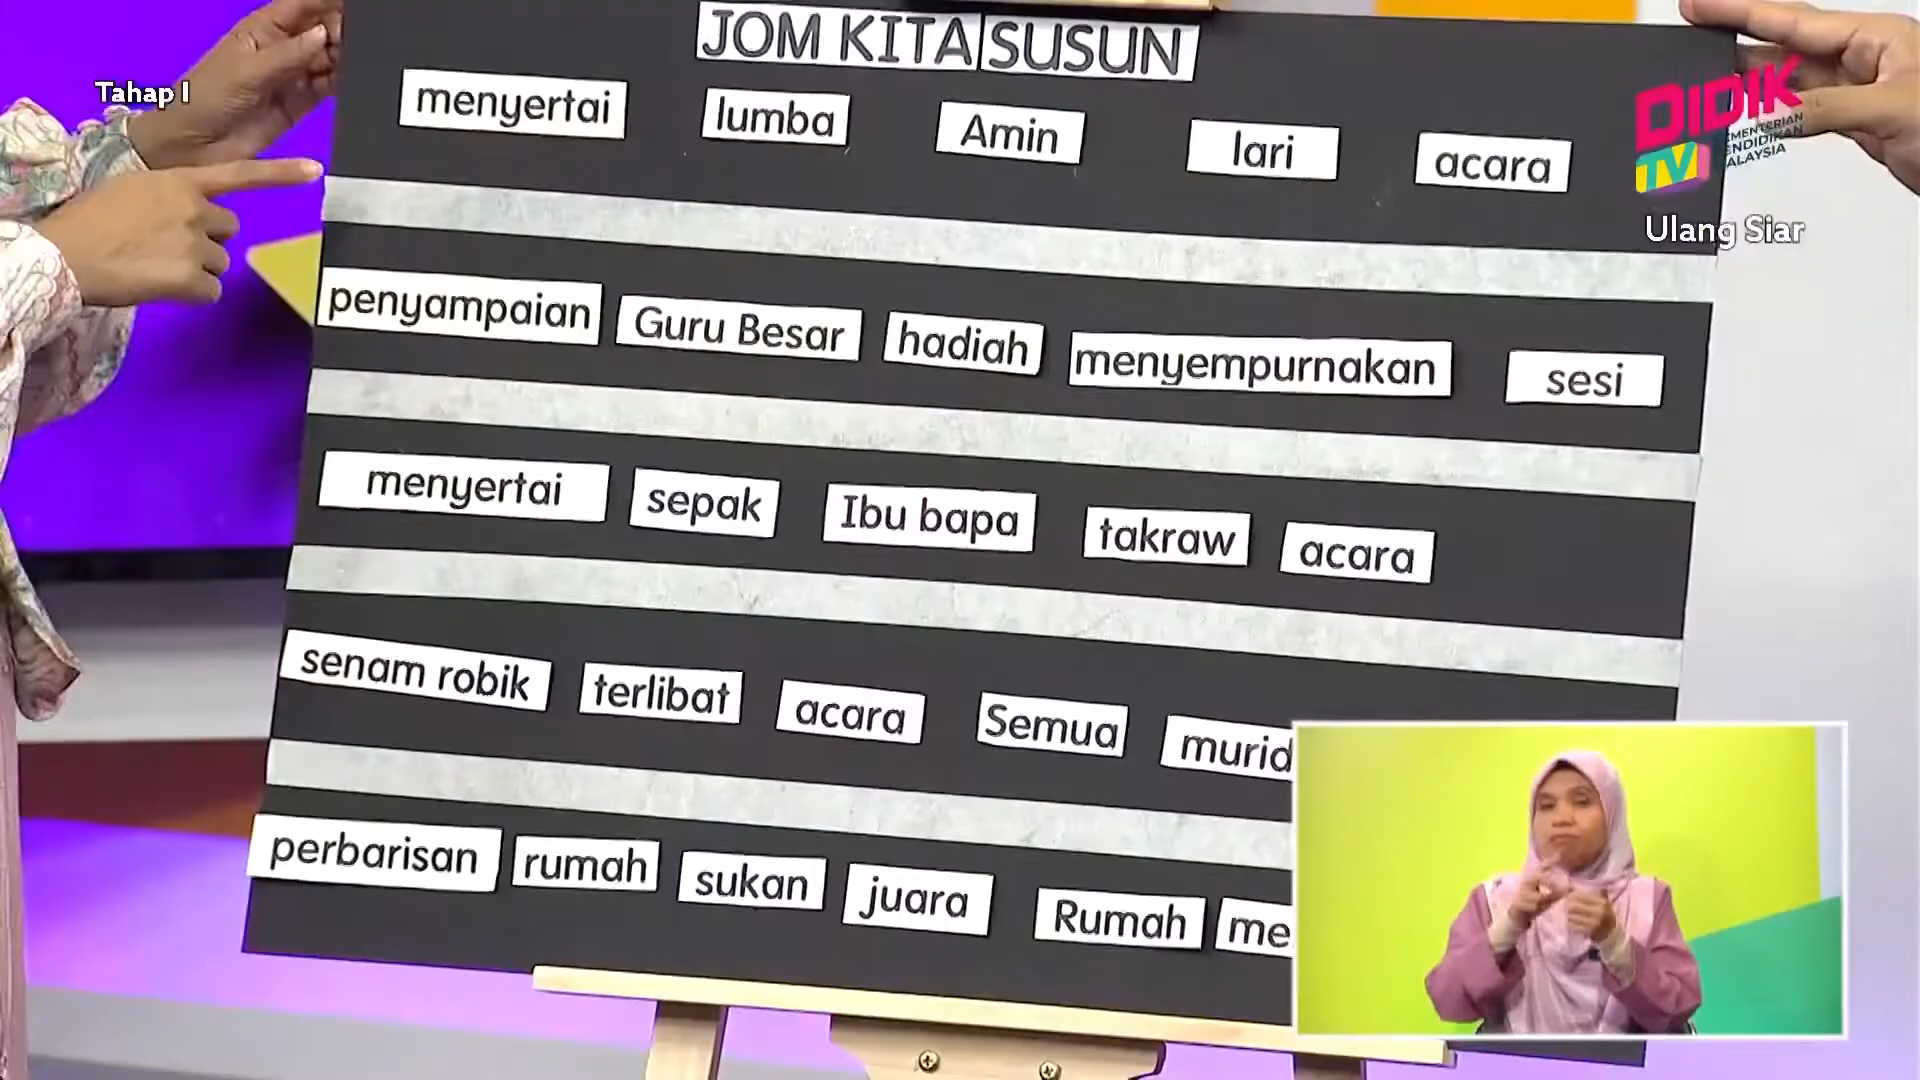 JOM KITA SUSUN
Tahap 1
menyertai lumba Amin lari acara
DIDIK
TV
KEMENTERIAN
PENDIDIKAN
MALAYSIA
Ulang Siar
penyampaian Guru Besar hadiah menyempurnakan sesi
menyertai sepak Ibu bapa takraw acara
senam robik terlibat acara Semua murid
perbarisan rumah sukan juara Rumah me